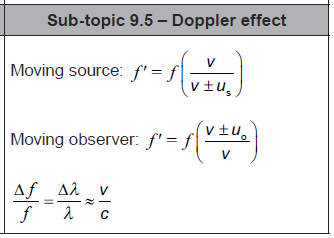 Sub-topic 9.5 – Doppler effect
Moving source: f′ = f(v / (v ± uₛ))
Moving observer: f′ = f((v ± uₒ) / v)
Δf / f = Δλ / λ ≈ v / c